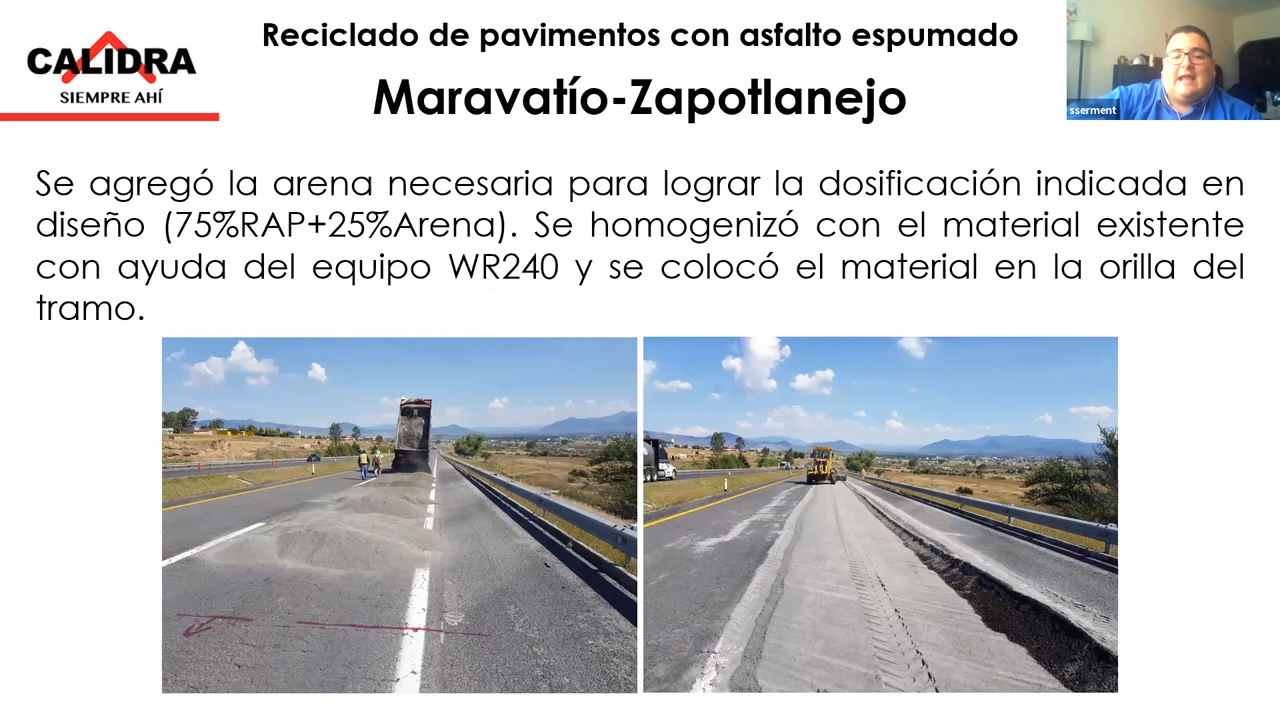 CALIDRA
SIEMPRE AHÍ
Reciclado de pavimentos con asfalto espumado
Maravatío-Zapotlanejo
sserment
Se agregó la arena necesaria para lograr la dosificación indicada en
diseño (75%RAP+25%Arena). Se homogenizó con el material existente
con ayuda del equipo WR240 y se colocó el material en la orilla del
tramo.